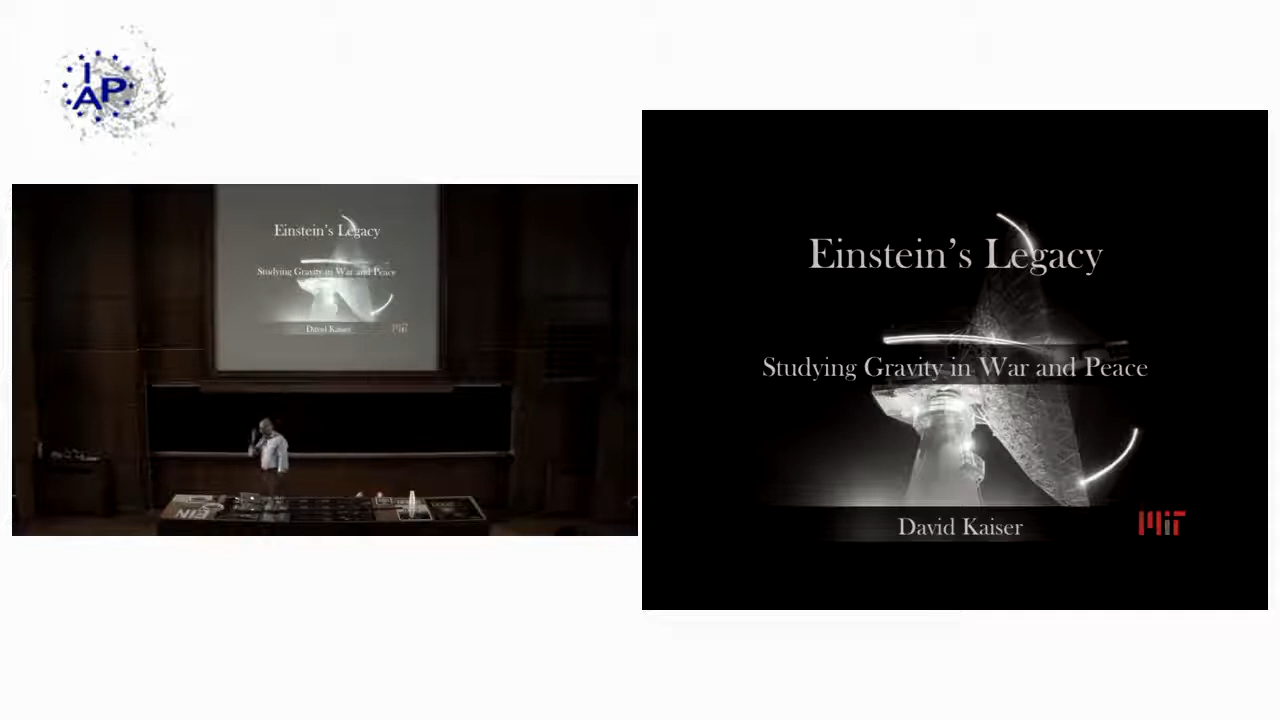 IAP
Einstein's Legacy
Studying Gravity in War and Peace
David Kaiser
MIT
Einstein's Legacy
Studying Gravity in War and Peace
David Kaiser
MIT